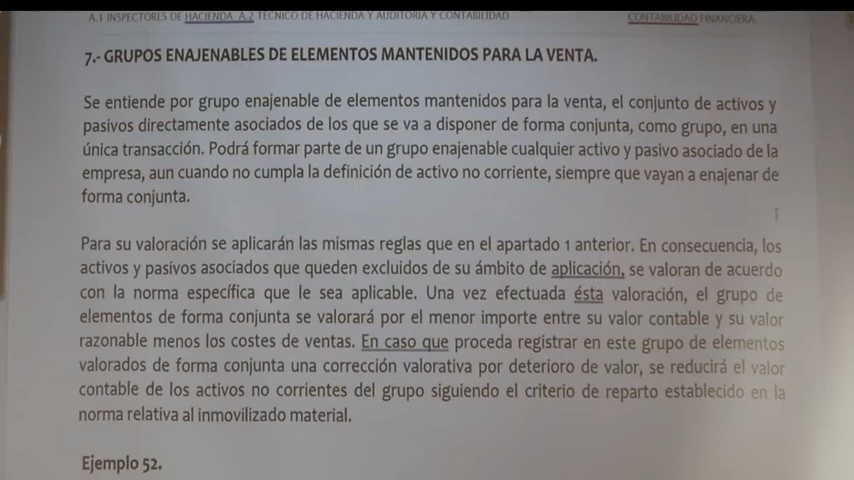 A.1 INSPECTORES DE HACIENDA A.2 TÉCNICO DE HACIENDA Y AUDITORIA Y CONTABILIDAD CONTABILIDAD FINANCIERA.
7.- GRUPOS ENAJENABLES DE ELEMENTOS MANTENIDOS PARA LA VENTA.
Se entiende por grupo enajenable de elementos mantenidos para la venta, el conjunto de activos y
pasivos directamente asociados de los que se va a disponer de forma conjunta, como grupo, en una
única transacción. Podrá formar parte de un grupo enajenable cualquier activo y pasivo asociado de la
empresa, aun cuando no cumpla la definición de activo no corriente, siempre que vayan a enajenar de
forma conjunta.
Para su valoración se aplicarán las mismas reglas que en el apartado 1 anterior. En consecuencia, los
activos y pasivos asociados que queden excluidos de su ámbito de aplicación, se valoran de acuerdo
con la norma específica que le sea aplicable. Una vez efectuada ésta valoración, el grupo de
elementos de forma conjunta se valorará por el menor importe entre su valor contable y su valor
razonable menos los costes de ventas. En caso que proceda registrar en este grupo de elementos
valorados de forma conjunta una corrección valorativa por deterioro de valor, se reducirá el valor
contable de los activos no corrientes del grupo siguiendo el criterio de reparto establecido en la
norma relativa al inmovilizado material.
Ejemplo 52.